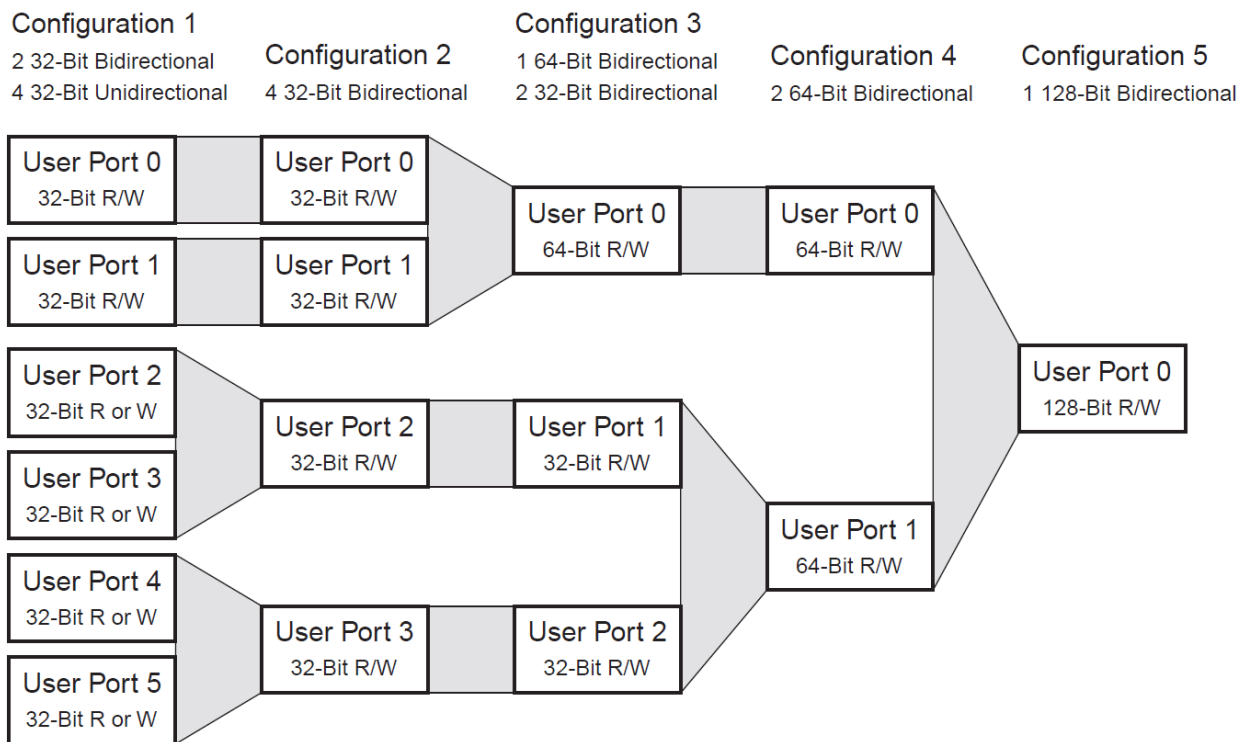 Configuration 1
2 32-Bit Bidirectional
4 32-Bit Unidirectional
Configuration 2
4 32-Bit Bidirectional
Configuration 3
1 64-Bit Bidirectional
2 32-Bit Bidirectional
Configuration 4
2 64-Bit Bidirectional
Configuration 5
1 128-Bit Bidirectional
User Port 0
32-Bit R/W
User Port 1
32-Bit R/W
User Port 2
32-Bit R or W
User Port 3
32-Bit R or W
User Port 4
32-Bit R or W
User Port 5
32-Bit R or W
User Port 0
32-Bit R/W
User Port 1
32-Bit R/W
User Port 2
32-Bit R/W
User Port 3
32-Bit R/W
User Port 0
64-Bit R/W
User Port 1
32-Bit R/W
User Port 2
32-Bit R/W
User Port 0
64-Bit R/W
User Port 1
64-Bit R/W
User Port 0
128-Bit R/W